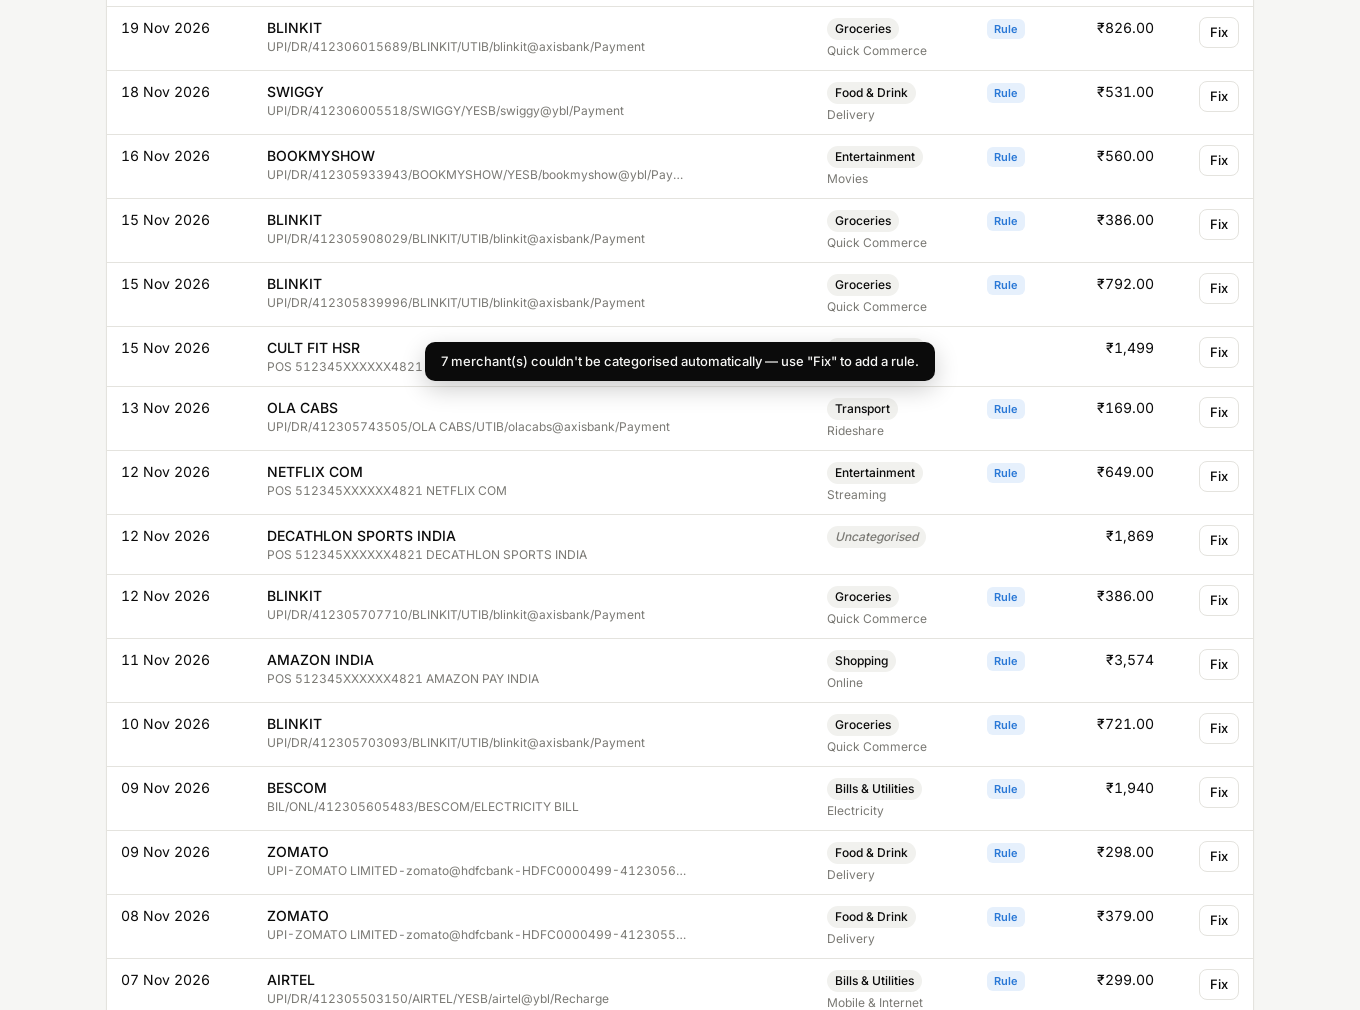 19 Nov 2026 BLINKIT Groceries Rule ₹826.00 Fix
UPI/DR/412306015689/BLINKIT/UTIB/blinkit@axisbank/Payment Quick Commerce
18 Nov 2026 SWIGGY Food & Drink Rule ₹531.00 Fix
UPI/DR/412306005518/SWIGGY/YESB/swiggy@ybl/Payment Delivery
16 Nov 2026 BOOKMYSHOW Entertainment Rule ₹560.00 Fix
UPI/DR/412305933943/BOOKMYSHOW/YESB/bookmyshow@ybl/Pay... Movies
15 Nov 2026 BLINKIT Groceries Rule ₹386.00 Fix
UPI/DR/412305908029/BLINKIT/UTIB/blinkit@axisbank/Payment Quick Commerce
15 Nov 2026 BLINKIT Groceries Rule ₹792.00 Fix
UPI/DR/412305839996/BLINKIT/UTIB/blinkit@axisbank/Payment Quick Commerce
15 Nov 2026 CULT FIT HSR ₹1,499 Fix
POS 512345XXXXXX4821
7 merchant(s) couldn't be categorised automatically — use "Fix" to add a rule.
13 Nov 2026 OLA CABS Transport Rule ₹169.00 Fix
UPI/DR/412305743505/OLA CABS/UTIB/olacabs@axisbank/Payment Rideshare
12 Nov 2026 NETFLIX COM Entertainment Rule ₹649.00 Fix
POS 512345XXXXXX4821 NETFLIX COM Streaming
12 Nov 2026 DECATHLON SPORTS INDIA Uncategorised ₹1,869 Fix
POS 512345XXXXXX4821 DECATHLON SPORTS INDIA
12 Nov 2026 BLINKIT Groceries Rule ₹386.00 Fix
UPI/DR/412305707710/BLINKIT/UTIB/blinkit@axisbank/Payment Quick Commerce
11 Nov 2026 AMAZON INDIA Shopping Rule ₹3,574 Fix
POS 512345XXXXXX4821 AMAZON PAY INDIA Online
10 Nov 2026 BLINKIT Groceries Rule ₹721.00 Fix
UPI/DR/412305703093/BLINKIT/UTIB/blinkit@axisbank/Payment Quick Commerce
09 Nov 2026 BESCOM Bills & Utilities Rule ₹1,940 Fix
BIL/ONL/412305605483/BESCOM/ELECTRICITY BILL Electricity
09 Nov 2026 ZOMATO Food & Drink Rule ₹298.00 Fix
UPI-ZOMATO LIMITED-zomato@hdfcbank-HDFC0000499-4123056... Delivery
08 Nov 2026 ZOMATO Food & Drink Rule ₹379.00 Fix
UPI-ZOMATO LIMITED-zomato@hdfcbank-HDFC0000499-4123055... Delivery
07 Nov 2026 AIRTEL Bills & Utilities Rule ₹299.00 Fix
UPI/DR/412305503150/AIRTEL/YESB/airtel@ybl/Recharge Mobile & Internet